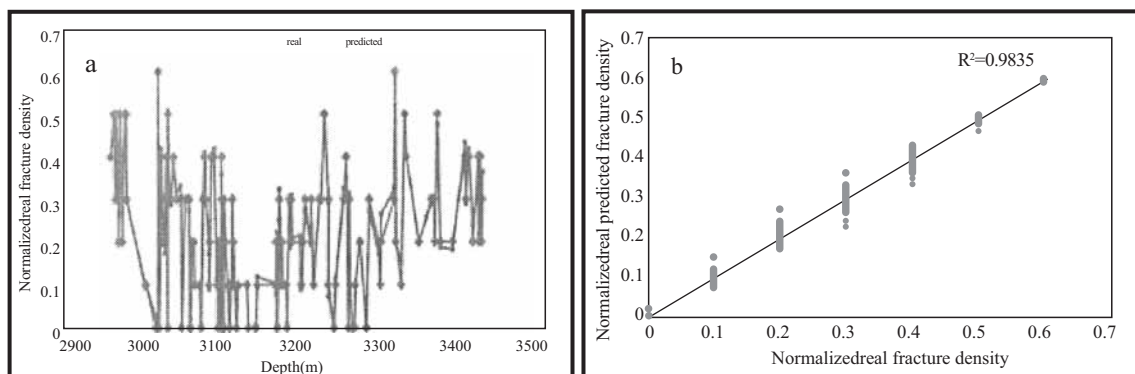 a
real predicted
Normalizedreal fracture density
0.7
0.6
0.5
0.4
0.3
0.2
0.1
0
2900 3000 3100 3200 3300 3400 3500
Depth(m)
b
R²=0.9835
Normalizedreal predicted fracture density
0.7
0.6
0.5
0.4
0.3
0.2
0.1
0
0 0.1 0.2 0.3 0.4 0.5 0.6 0.7
Normalizedreal fracture density